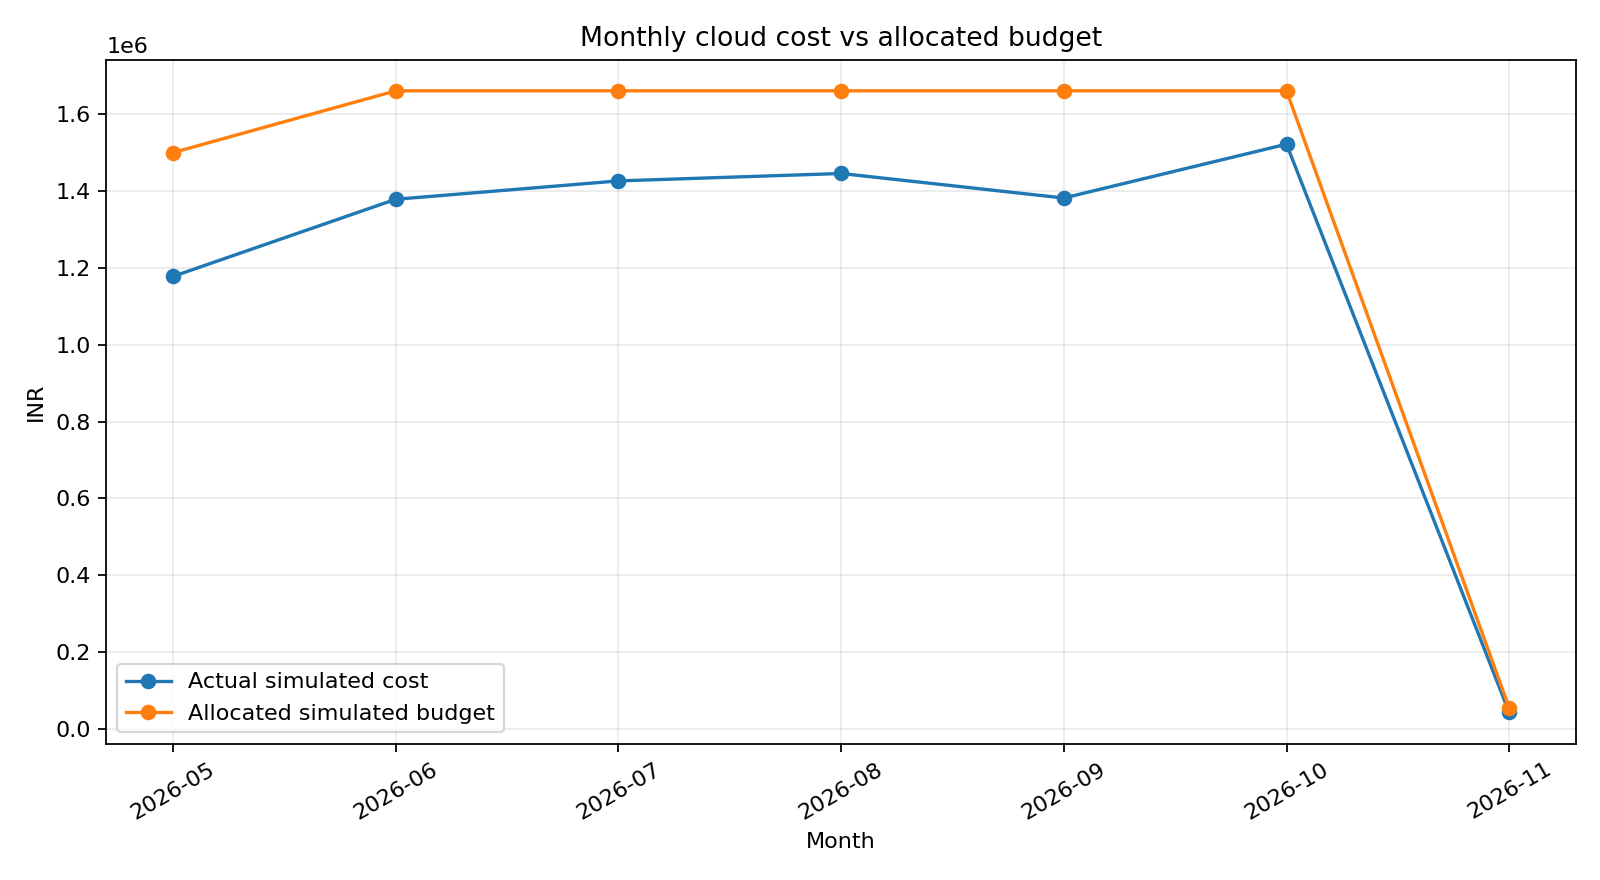 Monthly cloud cost vs allocated budget
1e6
1.6
1.4
1.2
1.0
0.8
0.6
0.4
0.2
0.0
INR
Actual simulated cost
Allocated simulated budget
2026-05
2026-06
2026-07
2026-08
2026-09
2026-10
2026-11
Month